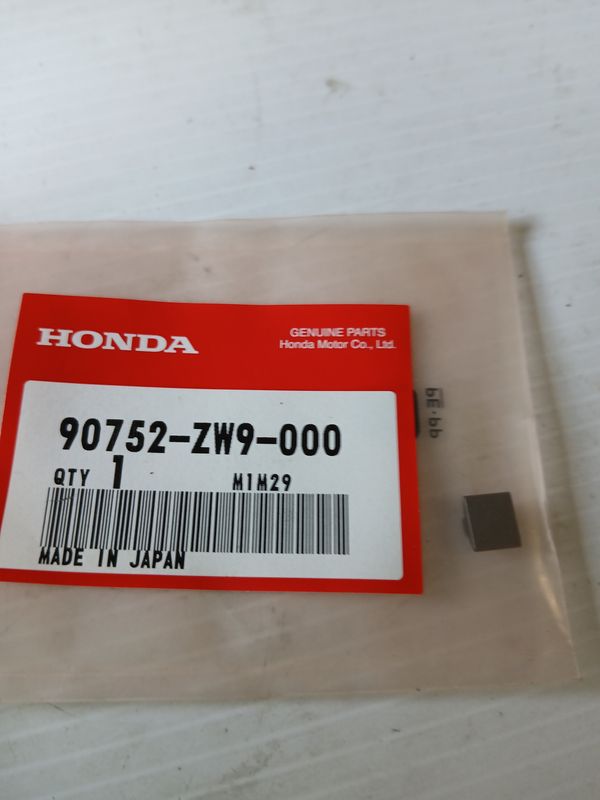 HONDA
GENUINE PARTS
Honda Motor Co., Ltd.
90752-ZW9-000
QTY 1 M1M29
MADE IN JAPAN